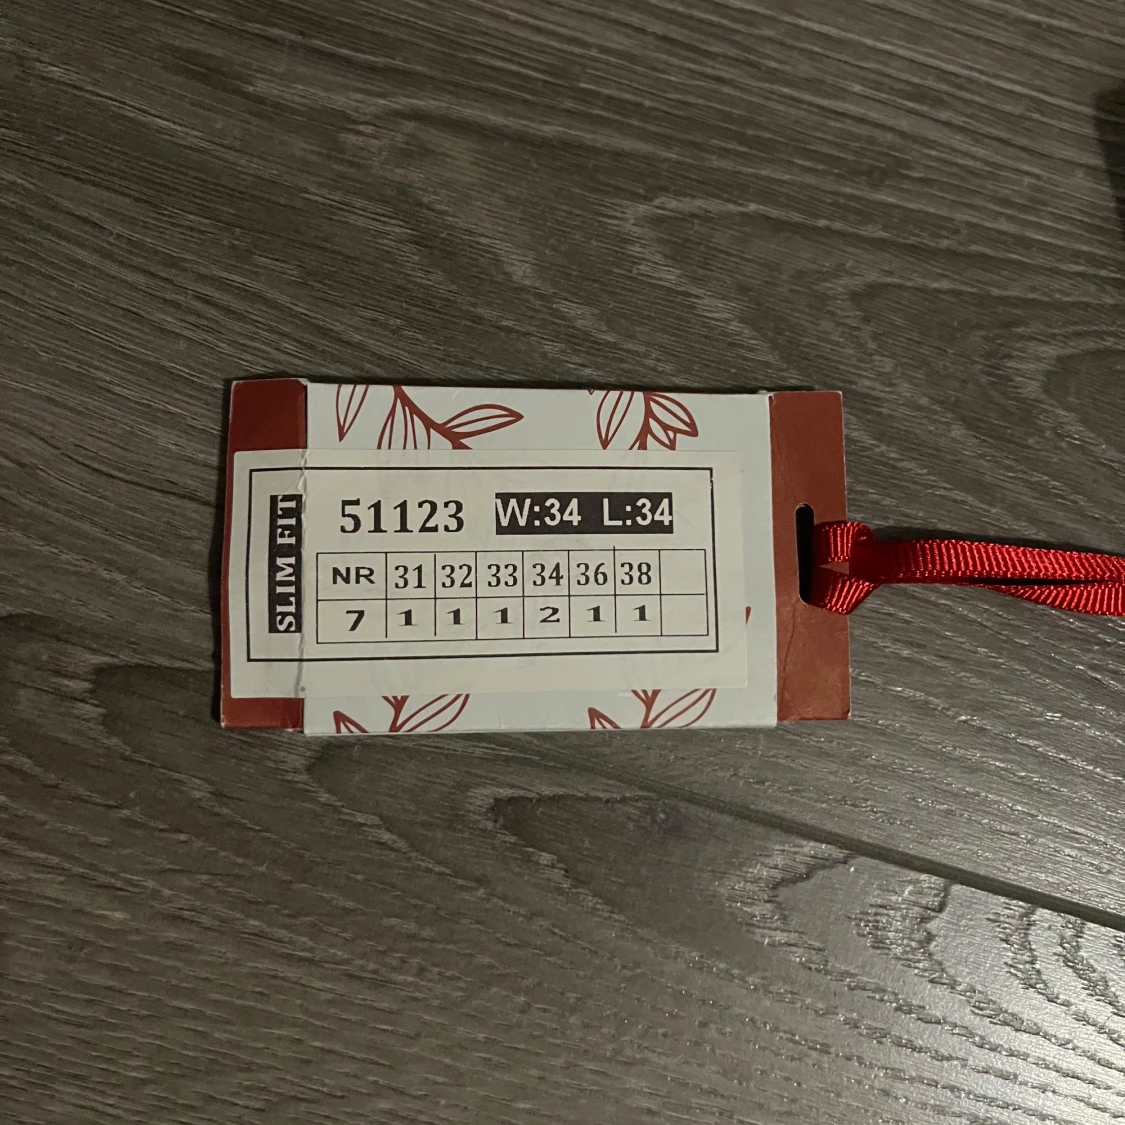 SLIM FIT
51123 W:34 L:34
NR 31 32 33 34 36 38
7 1 1 1 2 1 1